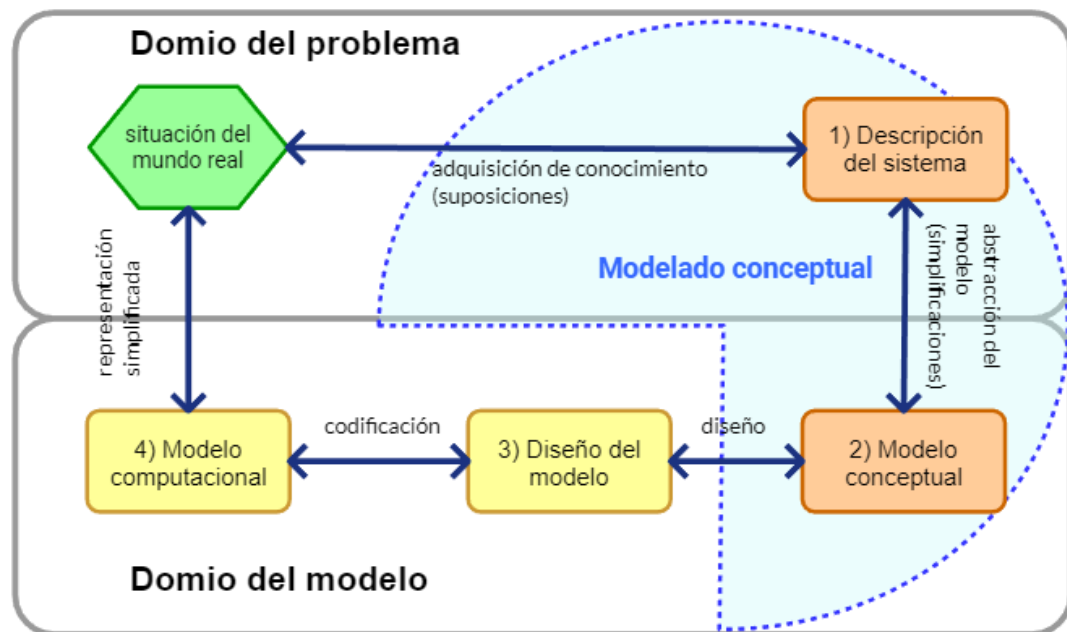 Domio del problema
situación del
mundo real
1) Descripción
del sistema
adquisición de conocimiento
(suposiciones)
Modelado conceptual
abstracción del
modelo
(simplificaciones)
representación
simplificada
4) Modelo
computacional
codificación
3) Diseño del
modelo
diseño
2) Modelo
conceptual
Domio del modelo